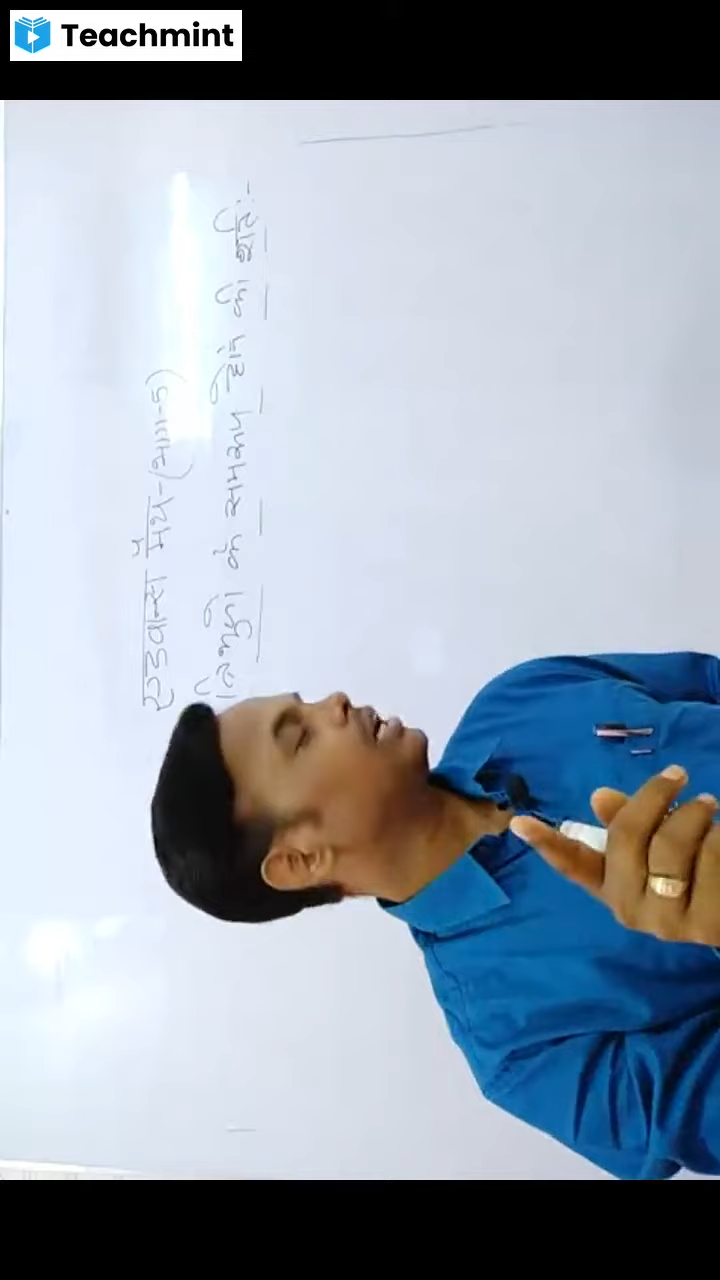 Teachmint
एडवान्स मैथ-(भाग-5)
त्रिभुजों के समरूप होने की शर्तें:-